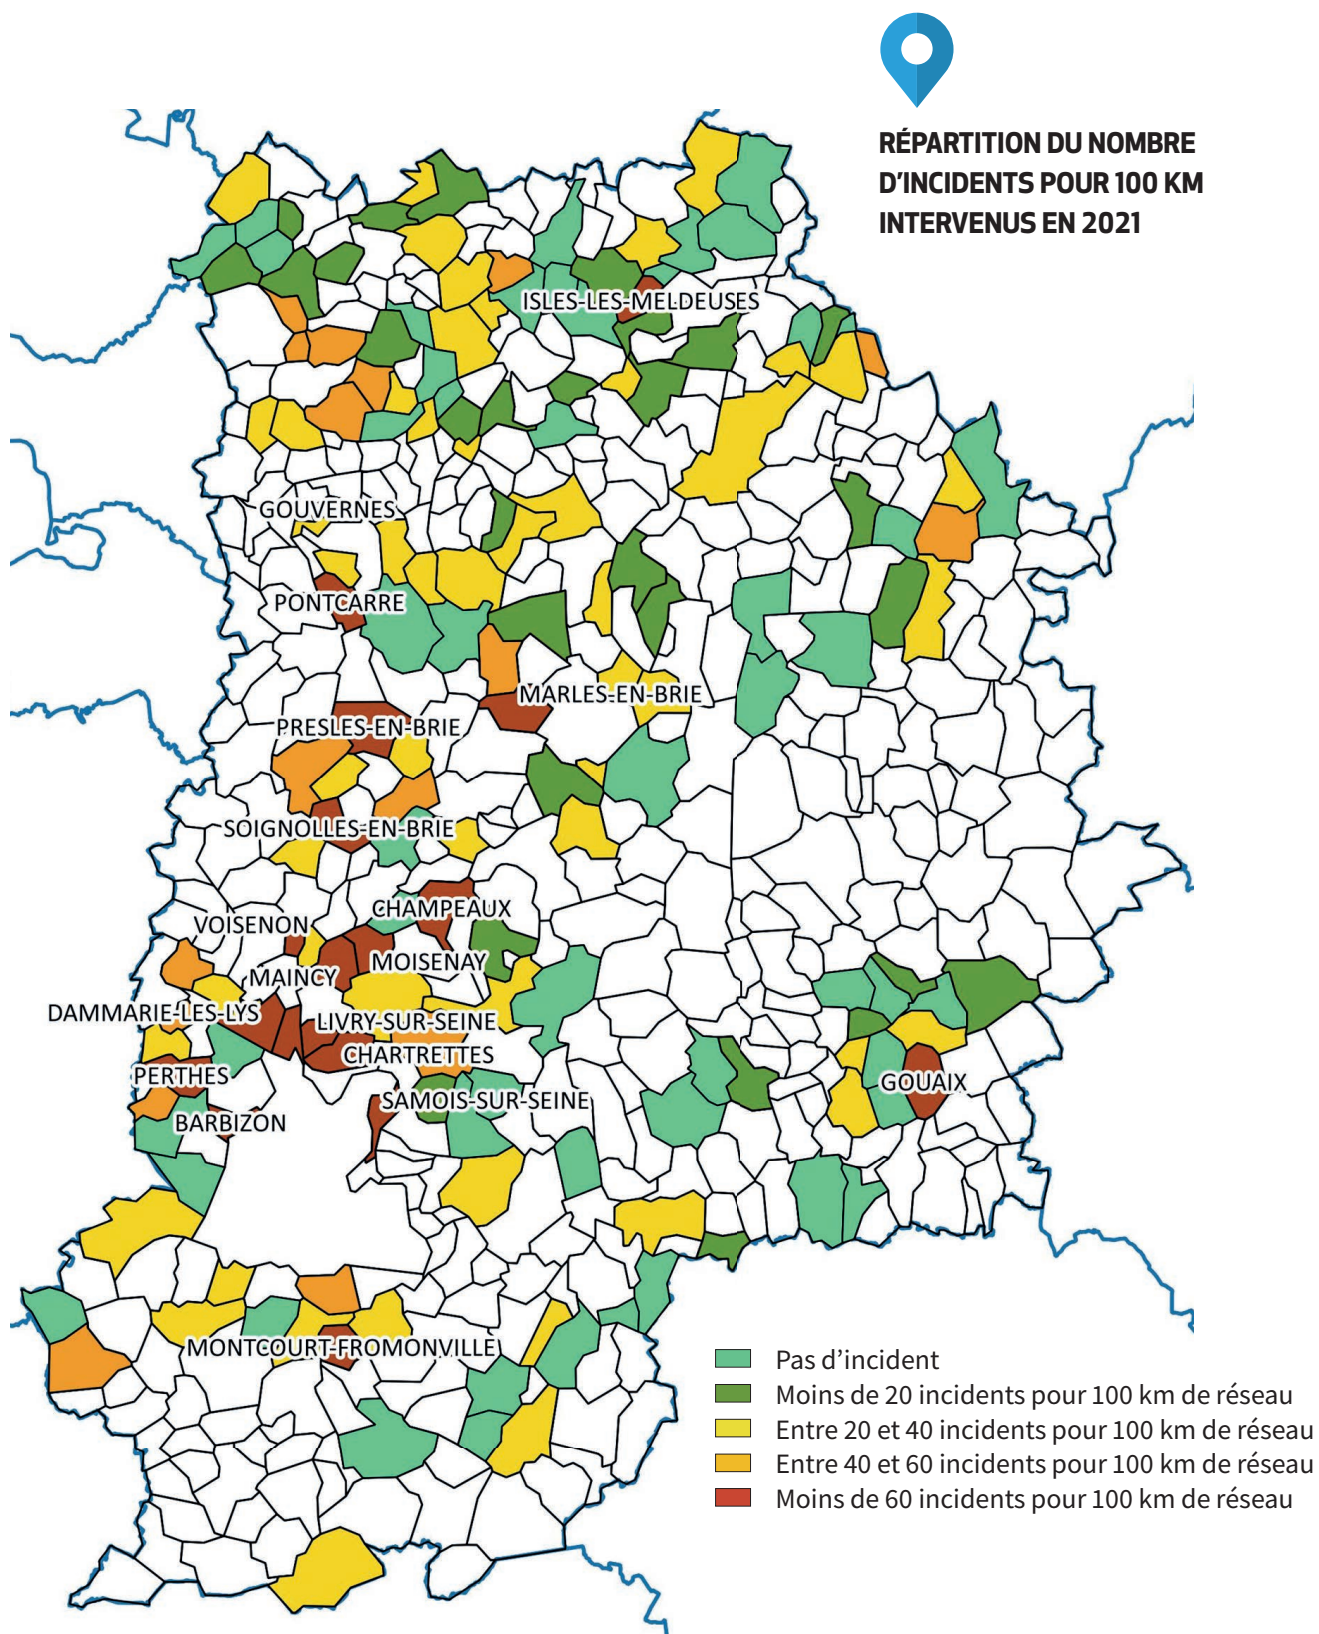 RÉPARTITION DU NOMBRE
D'INCIDENTS POUR 100 KM
INTERVENUS EN 2021
ISLES-LES-MELDEUSES
GOUVERNES
PONTCARRE
MARLES-EN-BRIE
PRESLES-EN-BRIE
SOIGNOLLES-EN-BRIE
CHAMPEAUX
VOISENON
MOISENAY
MAINCY
DAMMARIE-LES-LYS
LIVRY-SUR-SEINE
CHARTRETTES
PERTHES
GOUAIX
SAMOIS-SUR-SEINE
BARBIZON
MONTCOURT-FROMONVILLE
Pas d'incident
Moins de 20 incidents pour 100 km de réseau
Entre 20 et 40 incidents pour 100 km de réseau
Entre 40 et 60 incidents pour 100 km de réseau
Moins de 60 incidents pour 100 km de réseau